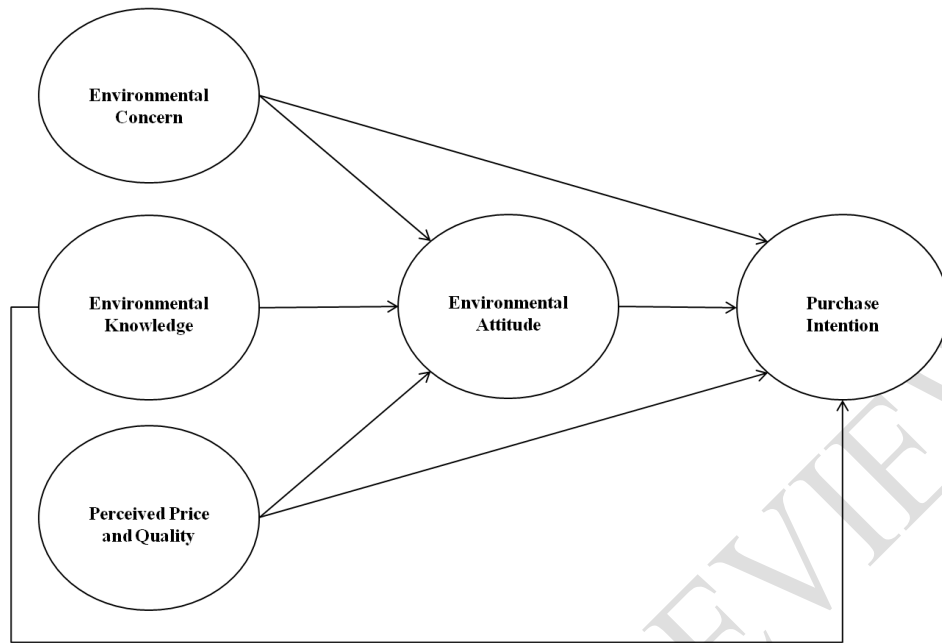 Environmental
Concern
Environmental
Knowledge
Environmental
Attitude
Purchase
Intention
Perceived Price
and Quality